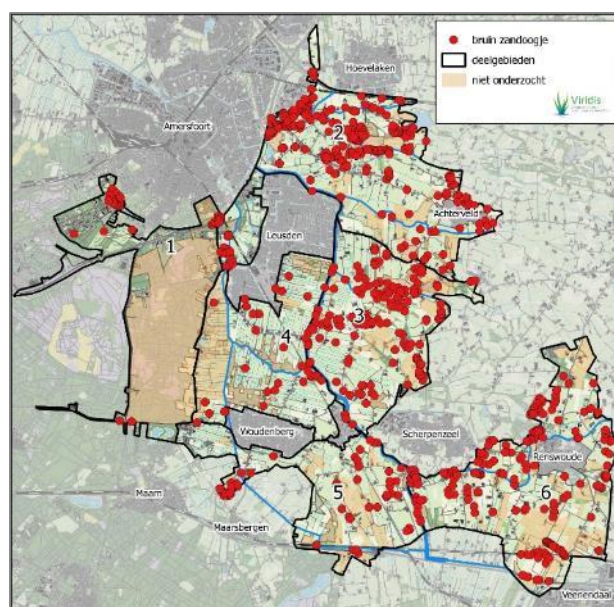 bruin zandoogje
deelgebieden
niet onderzocht
Viridis
Hoevelaken
Amersfoort
2
Achterveld
1
Leusden
3
4
Woudenberg
Scherpenzeel
Renswoude
Maarn
5
6
Maarsbergen
Veenendaal